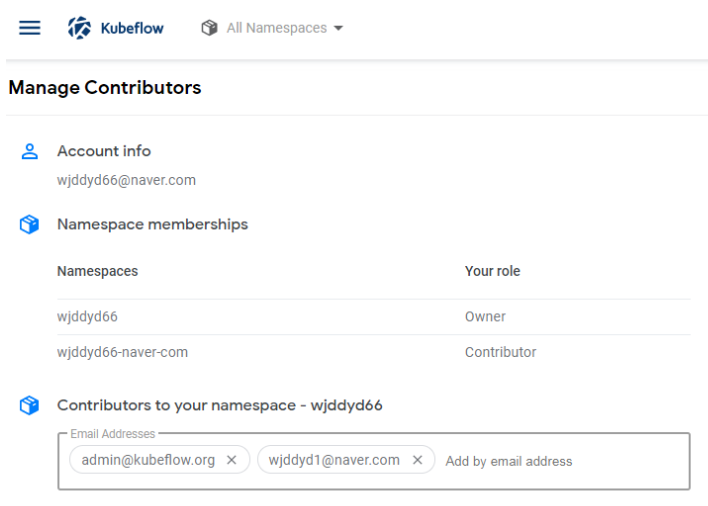 Kubeflow All Namespaces
Manage Contributors
Account info
wjddyd66@naver.com
Namespace memberships
Namespaces Your role
wjddyd66 Owner
wjddyd66-naver-com Contributor
Contributors to your namespace - wjddyd66
Email Addresses
admin@kubeflow.org × wjddyd1@naver.com × Add by email address